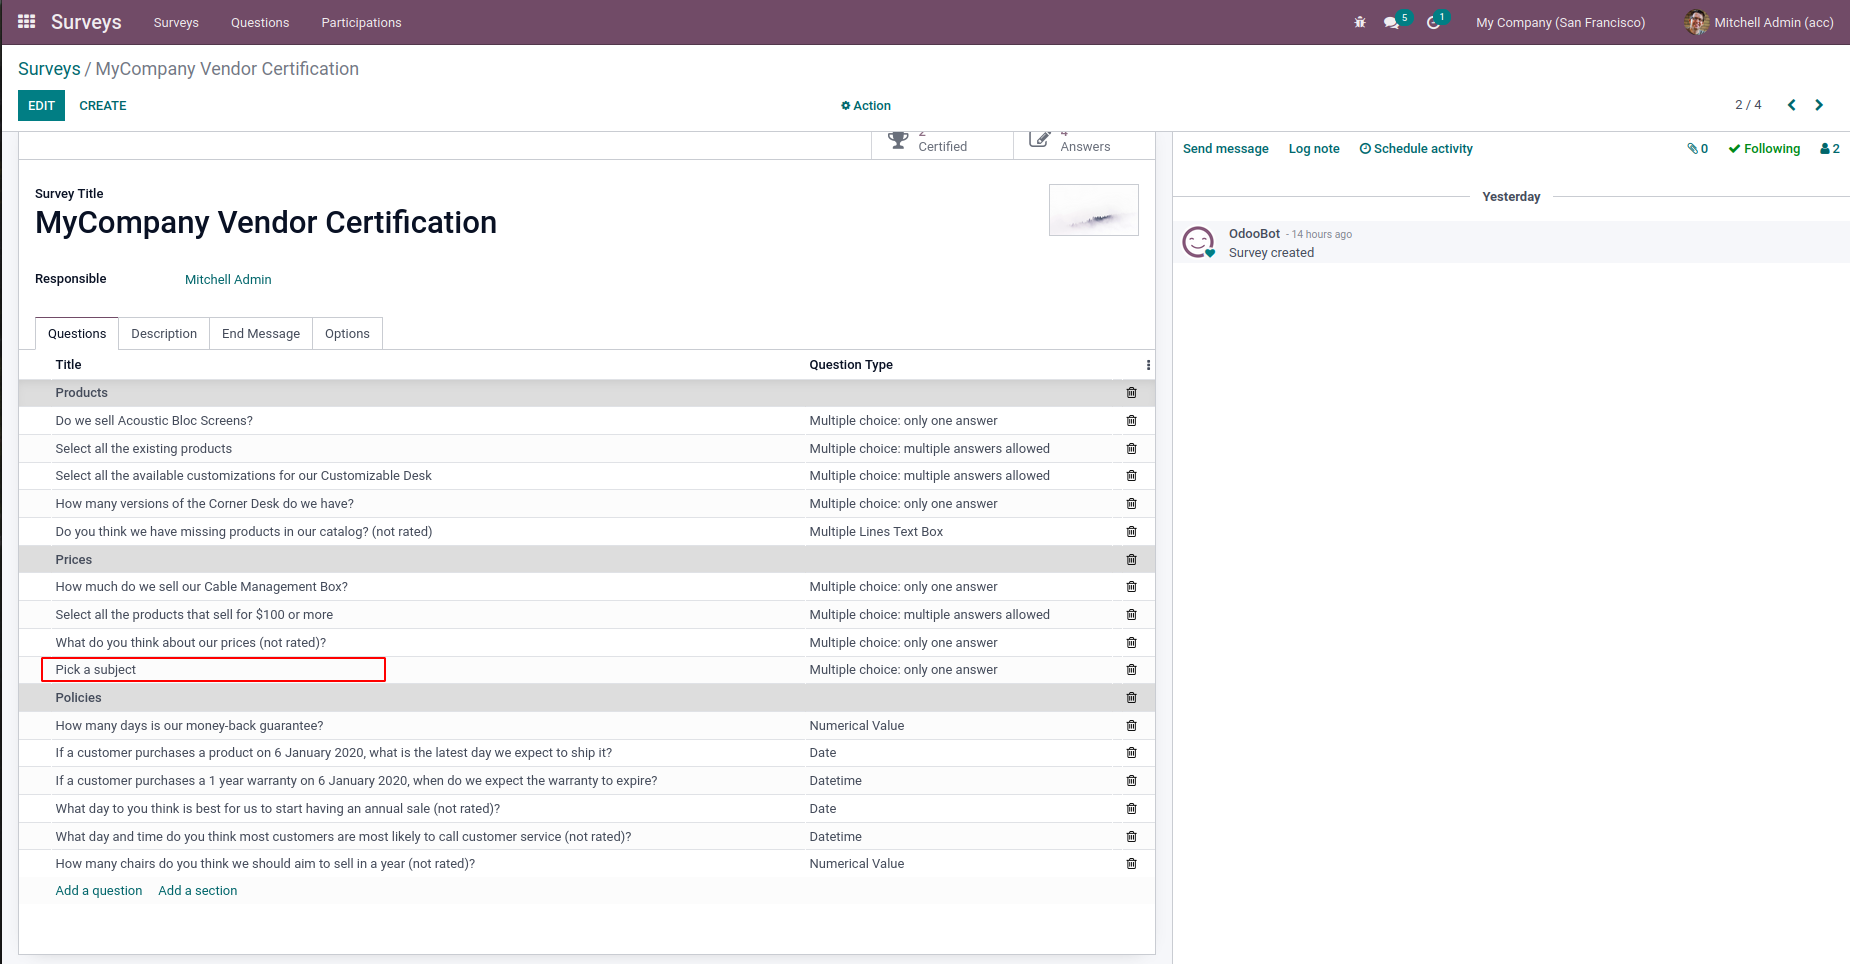 Surveys Surveys Questions Participations 5 1 My Company (San Francisco) Mitchell Admin (acc)
Surveys / MyCompany Vendor Certification
EDIT CREATE Action 2 / 4
Certified Answers
Send message Log note Schedule activity 0 Following 2
Survey Title
MyCompany Vendor Certification
Yesterday
OdooBot - 14 hours ago
Survey created
Responsible Mitchell Admin
Questions Description End Message Options
Title Question Type
Products
Do we sell Acoustic Bloc Screens? Multiple choice: only one answer
Select all the existing products Multiple choice: multiple answers allowed
Select all the available customizations for our Customizable Desk Multiple choice: multiple answers allowed
How many versions of the Corner Desk do we have? Multiple choice: only one answer
Do you think we have missing products in our catalog? (not rated) Multiple Lines Text Box
Prices
How much do we sell our Cable Management Box? Multiple choice: only one answer
Select all the products that sell for $100 or more Multiple choice: multiple answers allowed
What do you think about our prices (not rated)? Multiple choice: only one answer
Pick a subject Multiple choice: only one answer
Policies
How many days is our money-back guarantee? Numerical Value
If a customer purchases a product on 6 January 2020, what is the latest day we expect to ship it? Date
If a customer purchases a 1 year warranty on 6 January 2020, when do we expect the warranty to expire? Datetime
What day to you think is best for us to start having an annual sale (not rated)? Date
What day and time do you think most customers are most likely to call customer service (not rated)? Datetime
How many chairs do you think we should aim to sell in a year (not rated)? Numerical Value
Add a question Add a section